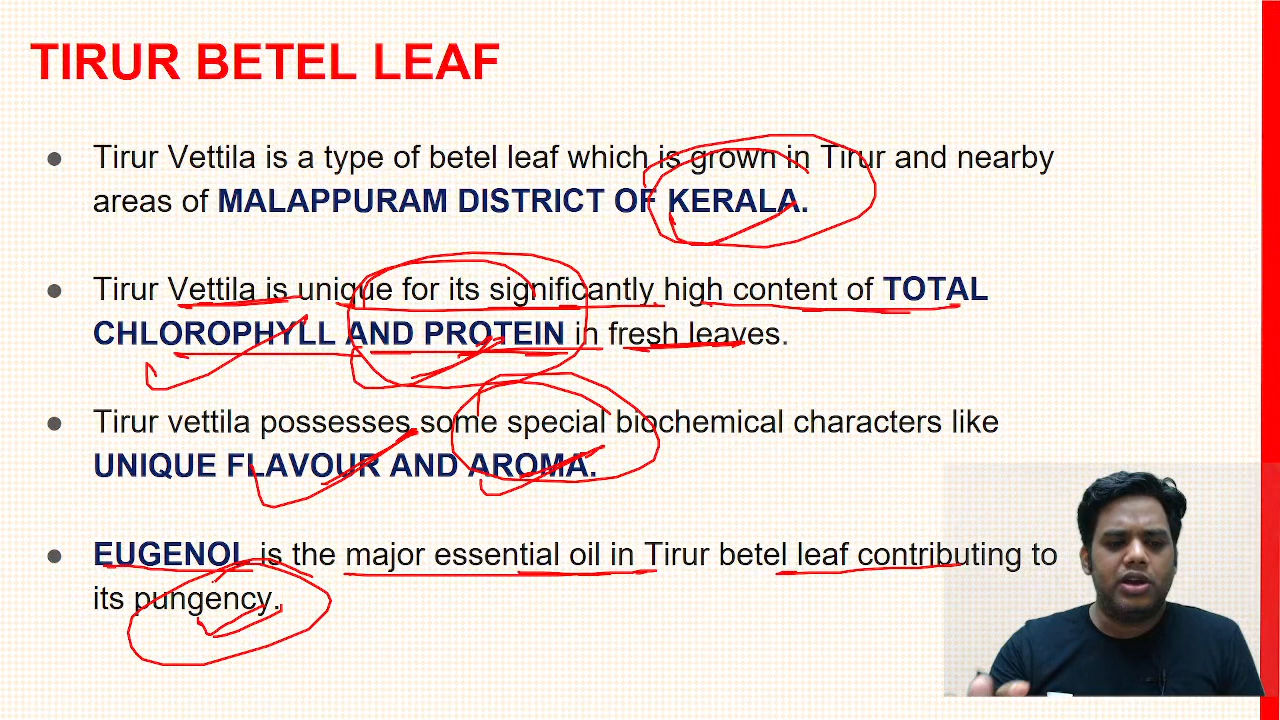 TIRUR BETEL LEAF
● Tirur Vettila is a type of betel leaf which is grown in Tirur and nearby
areas of MALAPPURAM DISTRICT OF KERALA.
● Tirur Vettila is unique for its significantly high content of TOTAL
CHLOROPHYLL AND PROTEIN in fresh leaves.
● Tirur vettila possesses some special biochemical characters like
UNIQUE FLAVOUR AND AROMA.
● EUGENOL is the major essential oil in Tirur betel leaf contributing to
its pungency.